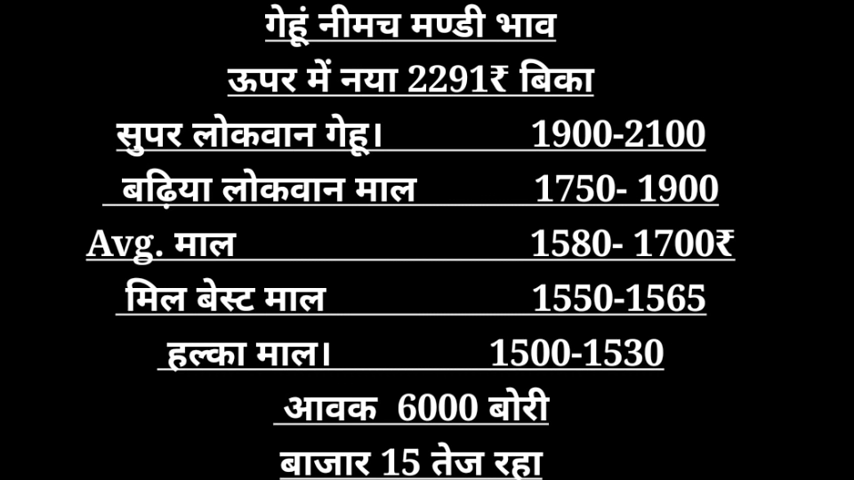 गेहूं नीमच मण्डी भाव
ऊपर में नया 2291₹ बिका
सुपर लोकवान गेहू। 1900-2100
बढ़िया लोकवान माल 1750- 1900
Avg. माल 1580- 1700₹
मिल बेस्ट माल 1550-1565
हल्का माल। 1500-1530
आवक 6000 बोरी
बाजार 15 तेज रहा